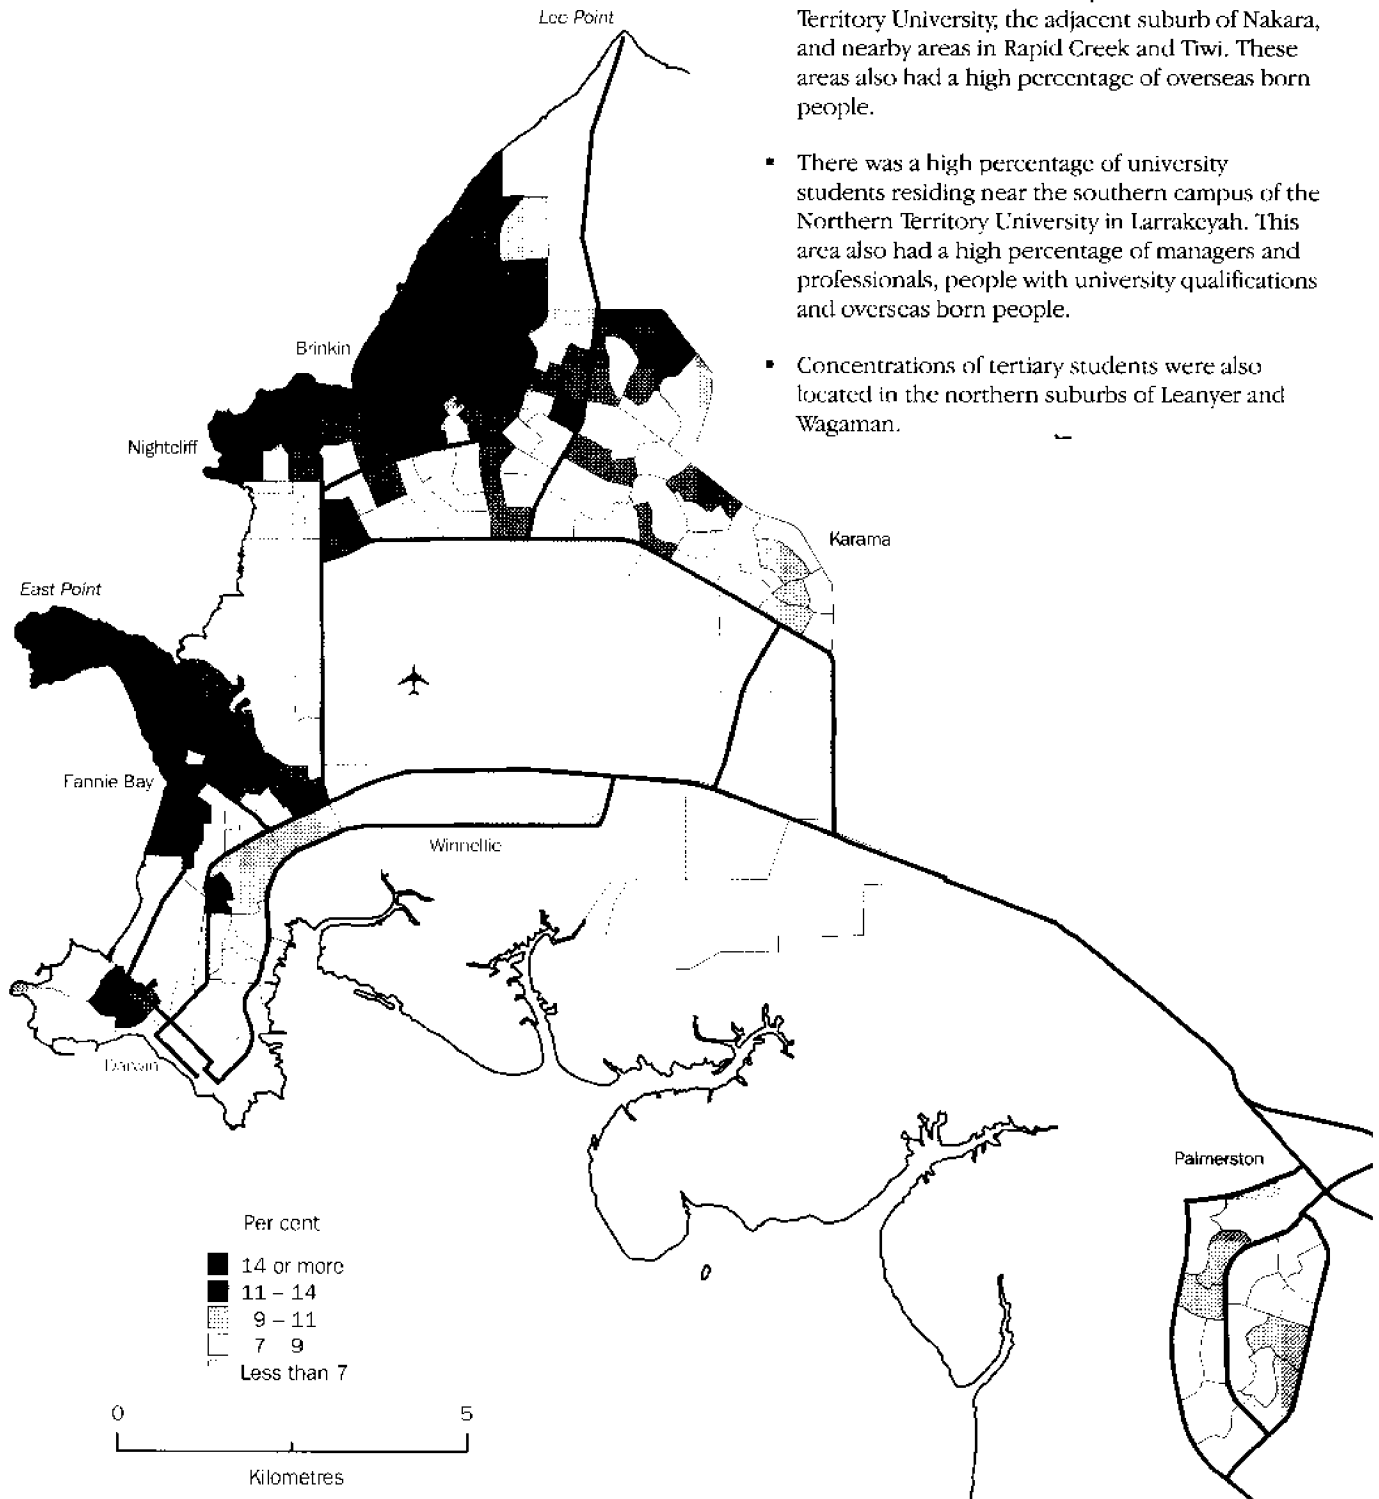 Lee Point
Territory University, the adjacent suburb of Nakara,
and nearby areas in Rapid Creek and Tiwi. These
areas also had a high percentage of overseas born
people.
▪ There was a high percentage of university
students residing near the southern campus of the
Northern Territory University in Larrakeyah. This
area also had a high percentage of managers and
professionals, people with university qualifications
and overseas born people.
▪ Concentrations of tertiary students were also
located in the northern suburbs of Leanyer and
Wagaman.
Brinkin
Nightcliff
Karama
East Point
Fannie Bay
Winnellie
Darwin
Palmerston
Per cent
14 or more
11 – 14
9 – 11
7 9
Less than 7
0 5
Kilometres